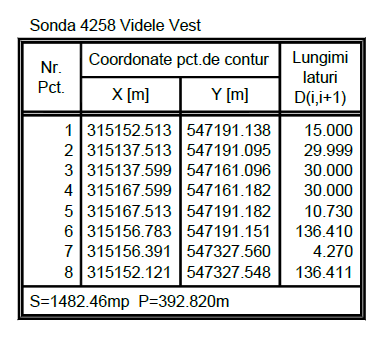 Sonda 4258 Videle Vest
Nr. Pct. Coordonate pct.de contur Lungimi laturi D(i,i+1)
X [m] Y [m]
1 315152.513 547191.138 15.000
2 315137.513 547191.095 29.999
3 315137.599 547161.096 30.000
4 315167.599 547161.182 30.000
5 315167.513 547191.182 10.730
6 315156.783 547191.151 136.410
7 315156.391 547327.560 4.270
8 315152.121 547327.548 136.411
S=1482.46mp P=392.820m